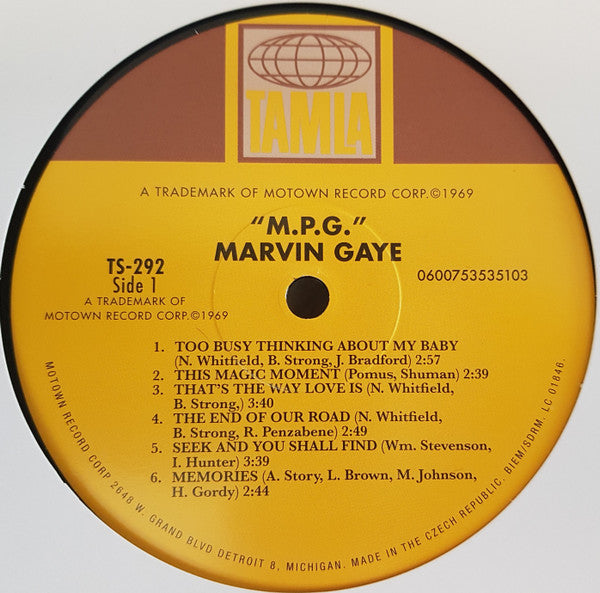 TAMLA
A TRADEMARK OF MOTOWN RECORD CORP.©1969
"M.P.G."
MARVIN GAYE
TS-292
Side 1
A TRADEMARK OF
MOTOWN RECORD CORP.©1969
0600753535103
1. TOO BUSY THINKING ABOUT MY BABY
(N. Whitfield, B. Strong, J. Bradford) 2:57
2. THIS MAGIC MOMENT (Pomus, Shuman) 2:39
3. THAT'S THE WAY LOVE IS (N. Whitfield,
B. Strong,) 3:40
4. THE END OF OUR ROAD (N. Whitfield,
B. Strong, R. Penzabene) 2:49
5. SEEK AND YOU SHALL FIND (Wm. Stevenson,
I. Hunter) 3:39
6. MEMORIES (A. Story, L. Brown, M. Johnson,
H. Gordy) 2:44
MOTOWN RECORD CORP 2648 W. GRAND BLVD DETROIT 8, MICHIGAN. MADE IN THE CZECH REPUBLIC. BIEM/SDRM. LC 01846.